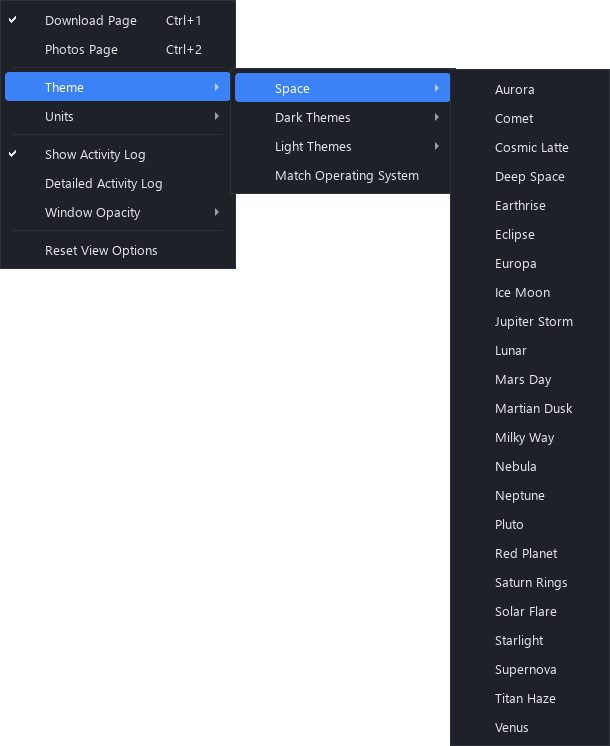 Download Page Ctrl+1
Photos Page Ctrl+2
Theme
Units
Show Activity Log
Detailed Activity Log
Window Opacity
Reset View Options
Space
Dark Themes
Light Themes
Match Operating System
Aurora
Comet
Cosmic Latte
Deep Space
Earthrise
Eclipse
Europa
Ice Moon
Jupiter Storm
Lunar
Mars Day
Martian Dusk
Milky Way
Nebula
Neptune
Pluto
Red Planet
Saturn Rings
Solar Flare
Starlight
Supernova
Titan Haze
Venus